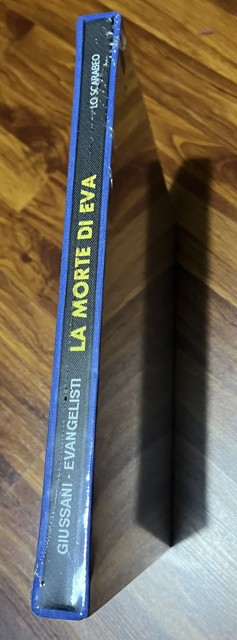 GIUSSANI - EVANGELISTI
LA MORTE DI EVA
LO SCARABEO